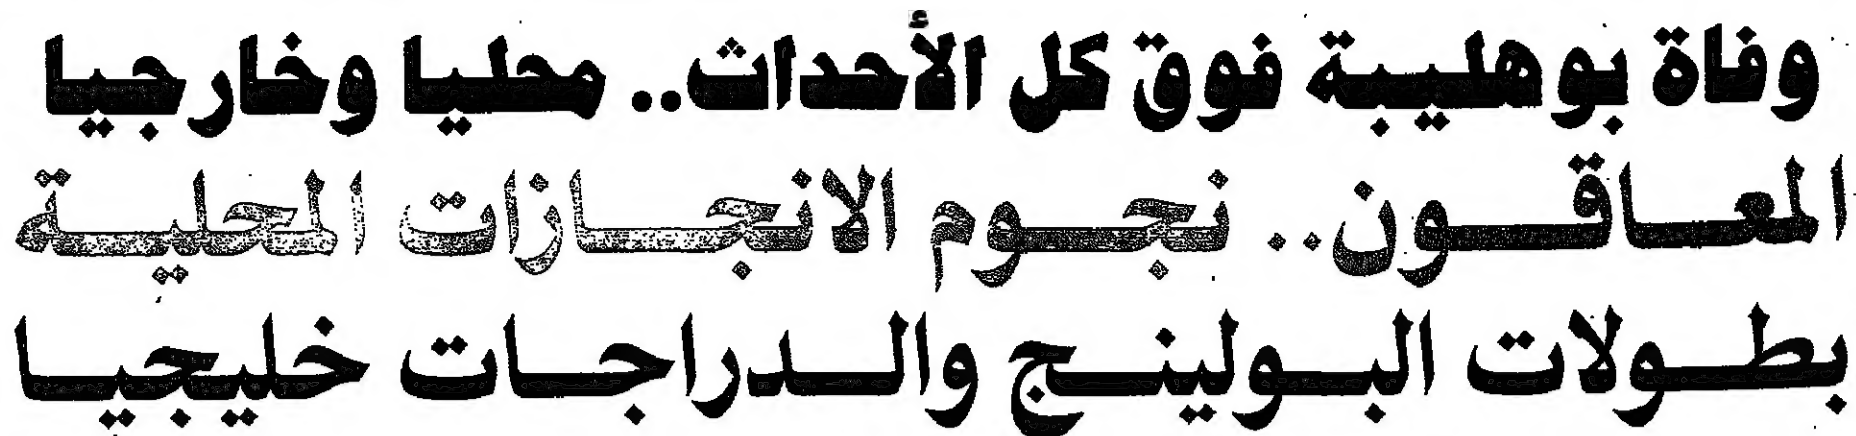 وفاة بوهليبة فوق كل الأحداث.. محليا وخارجيا
المعاقون.. نجوم الانجازات المحلية
بطولات البولينج والدراجات خليجيا